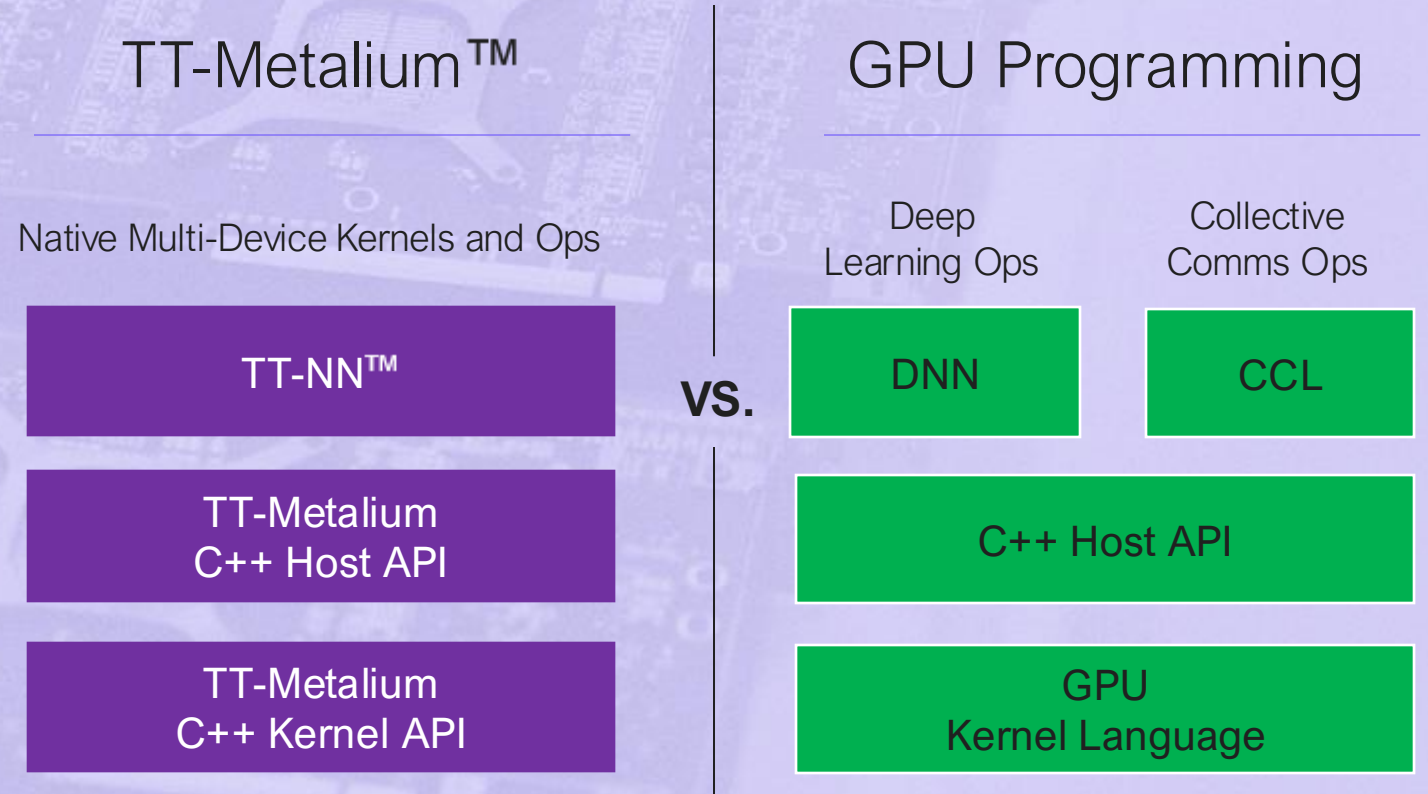 TT-Metalium™
Native Multi-Device Kernels and Ops
TT-NN™
TT-Metalium
C++ Host API
TT-Metalium
C++ Kernel API
VS.
GPU Programming
Deep
Learning Ops
Collective
Comms Ops
DNN
CCL
C++ Host API
GPU
Kernel Language